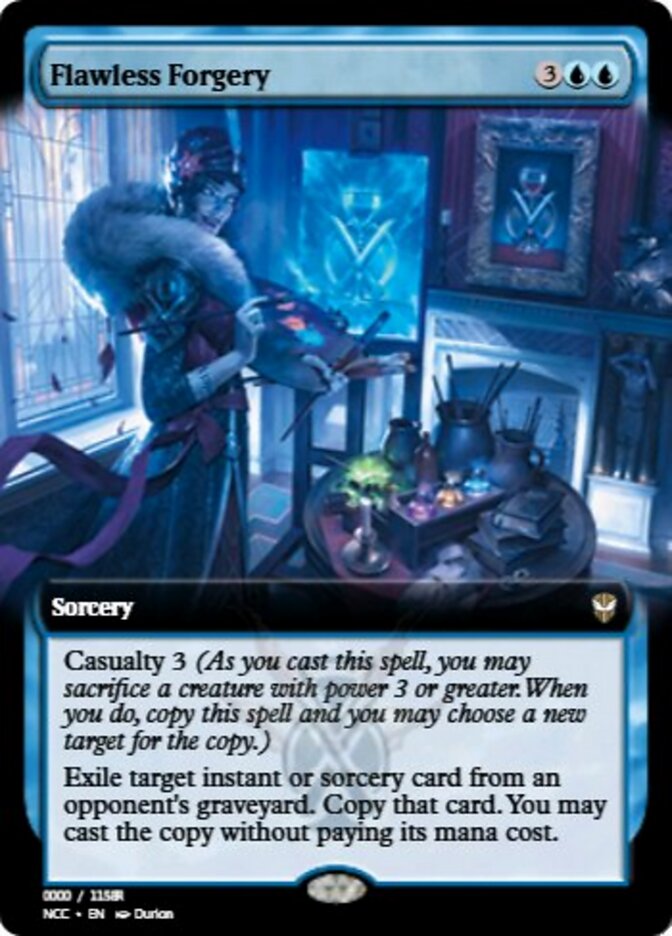 Flawless Forgery
3
Sorcery
Casualty 3 (As you cast this spell, you may
sacrifice a creature with power 3 or greater. When
you do, copy this spell and you may choose a new
target for the copy.)
Exile target instant or sorcery card from an
opponent's graveyard. Copy that card. You may
cast the copy without paying its mana cost.
0000 / 1158R
NCC • EN Durion